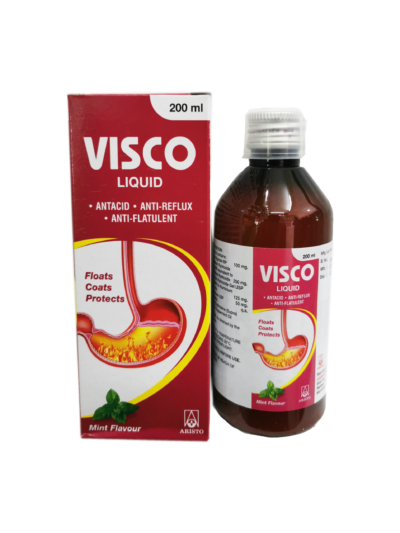 200 ml
VISCO
LIQUID
• ANTACID • ANTI-REFLUX
• ANTI-FLATULENT
Floats
Coats
Protects
Mint Flavour
ARISTO
200 ml
VISCO
LIQUID
• ANTACID • ANTI-REFLUX
• ANTI-FLATULENT
Floats
Coats
Protects
Mint Flavour
ARISTO